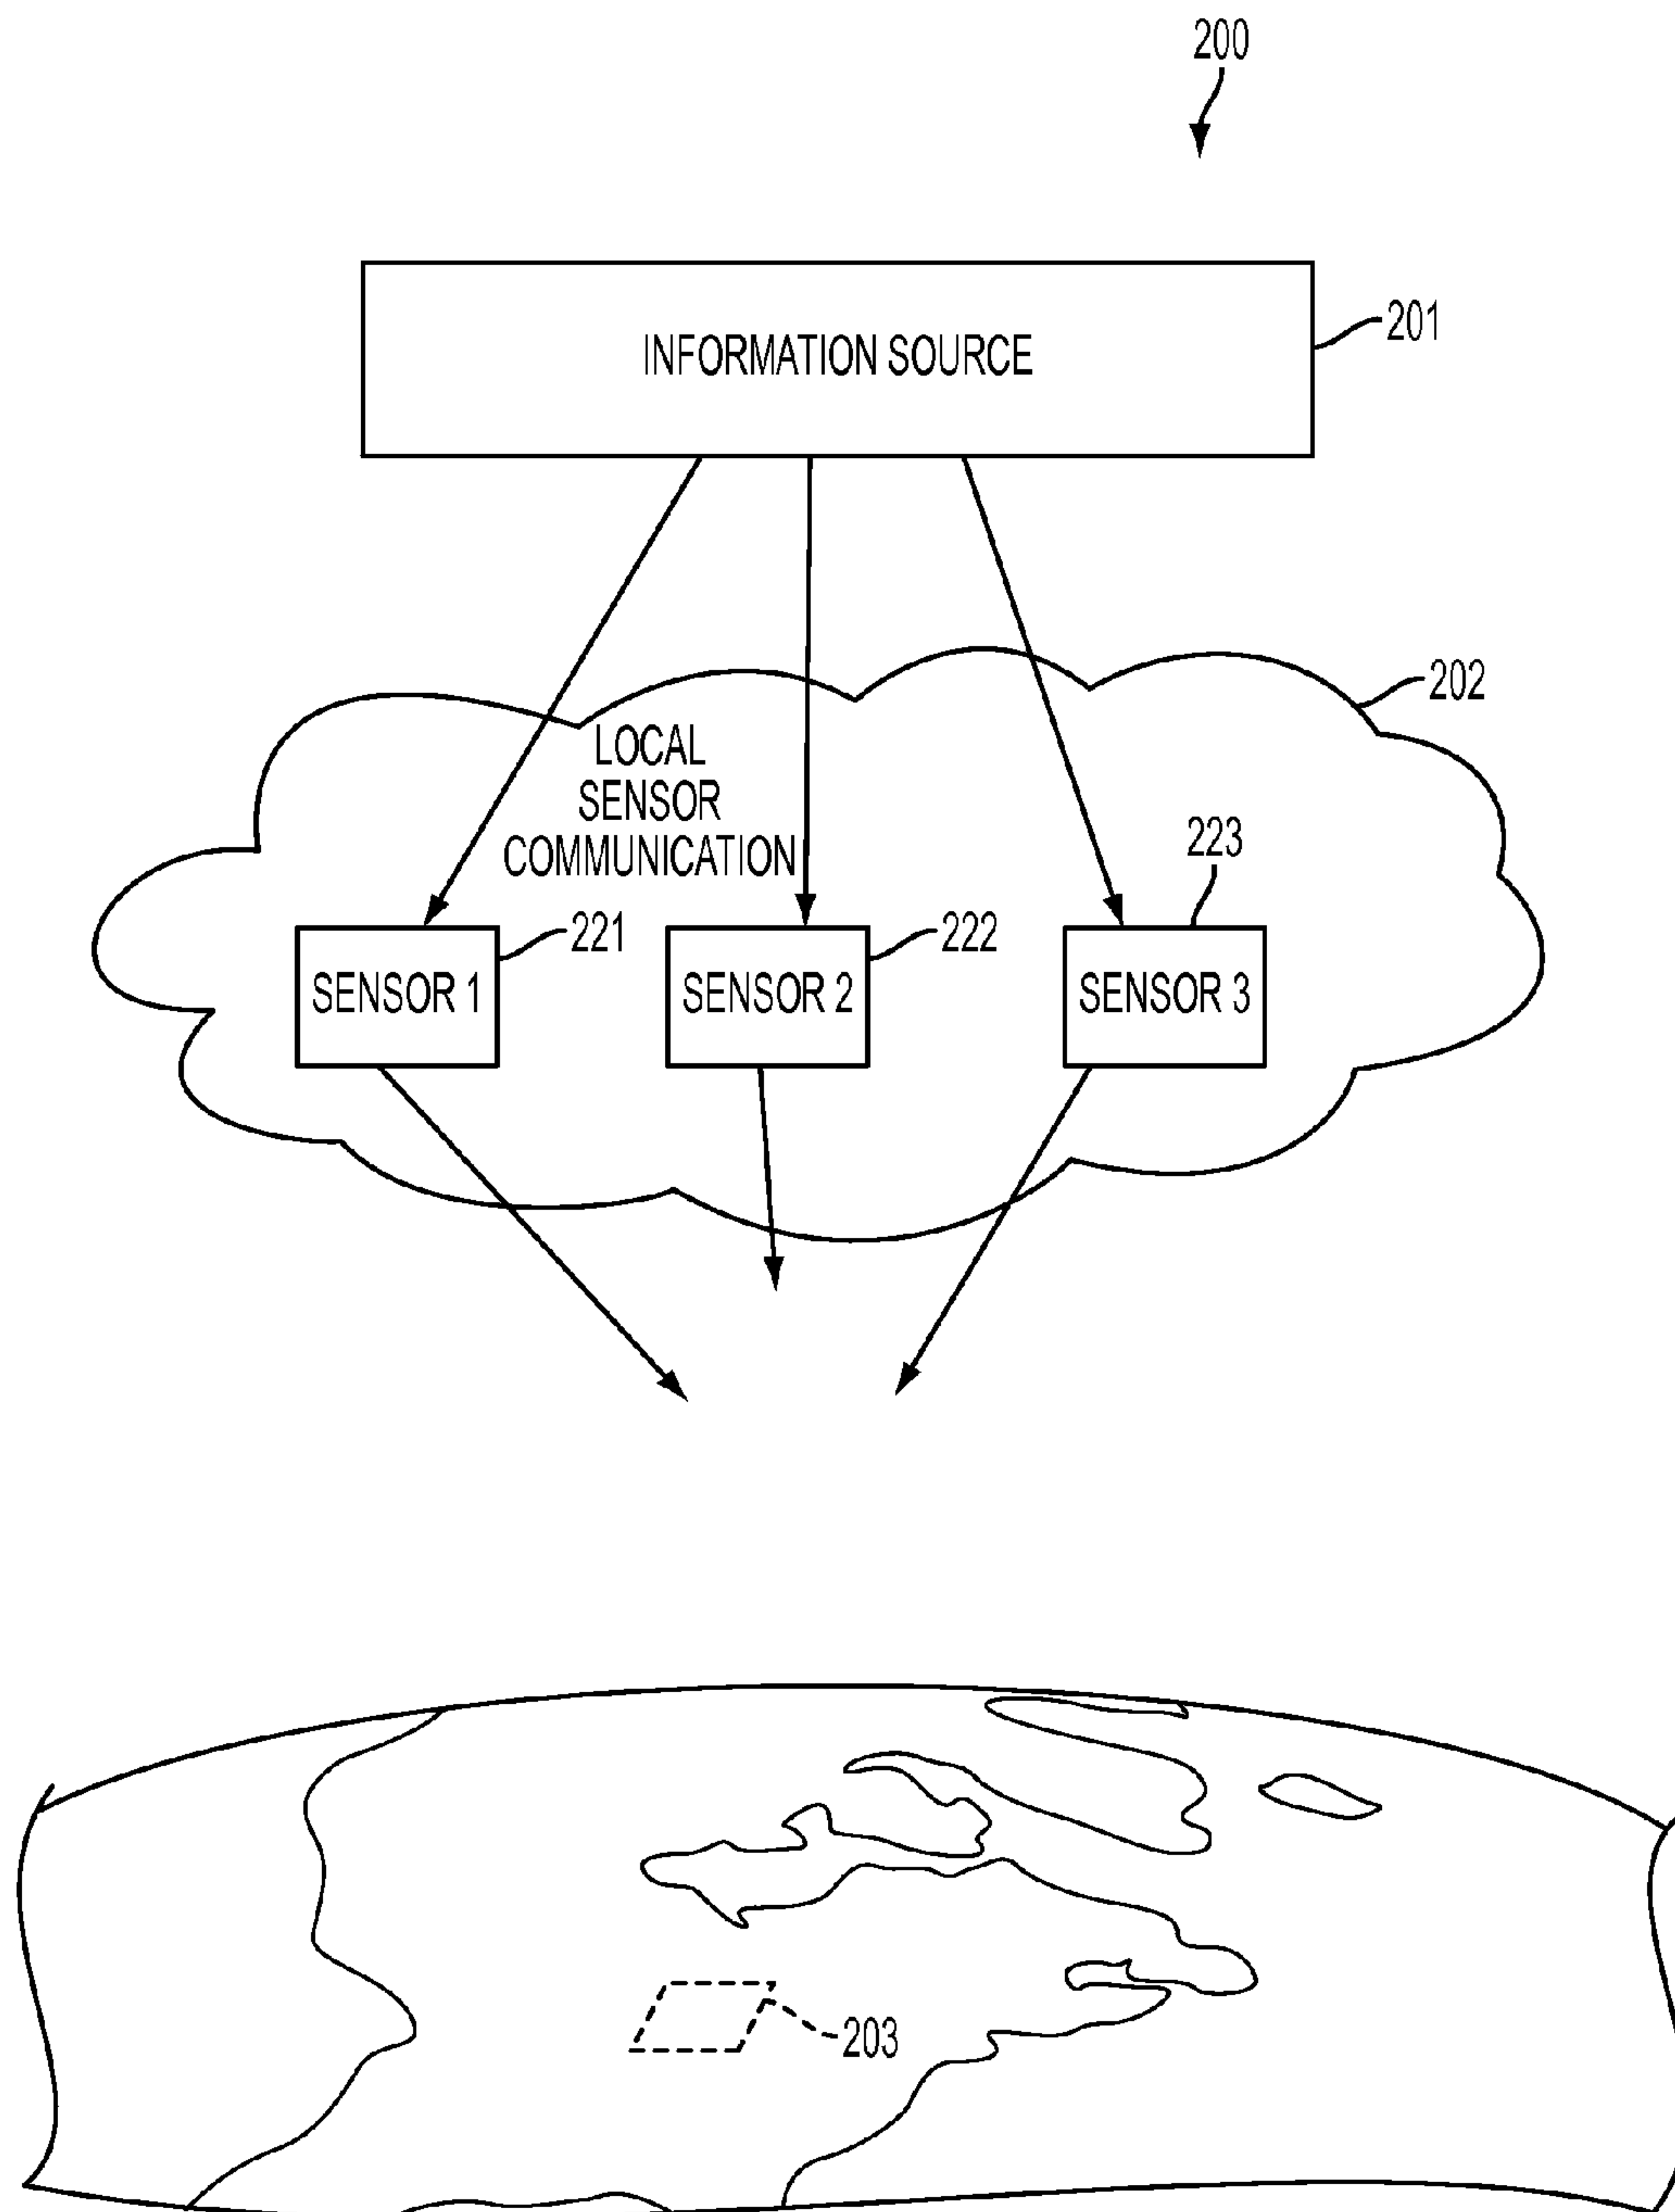 200
INFORMATION SOURCE
201
202
LOCAL
SENSOR
COMMUNICATION
223
221
222
SENSOR 1
SENSOR 2
SENSOR 3
203